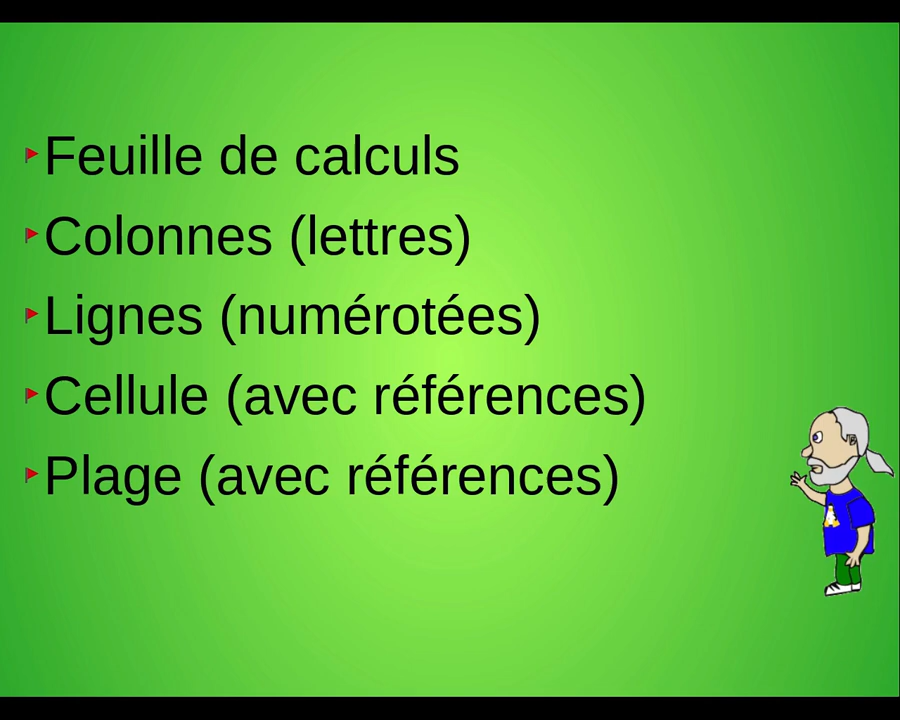 Feuille de calculs
Colonnes (lettres)
Lignes (numérotées)
Cellule (avec références)
Plage (avec références)